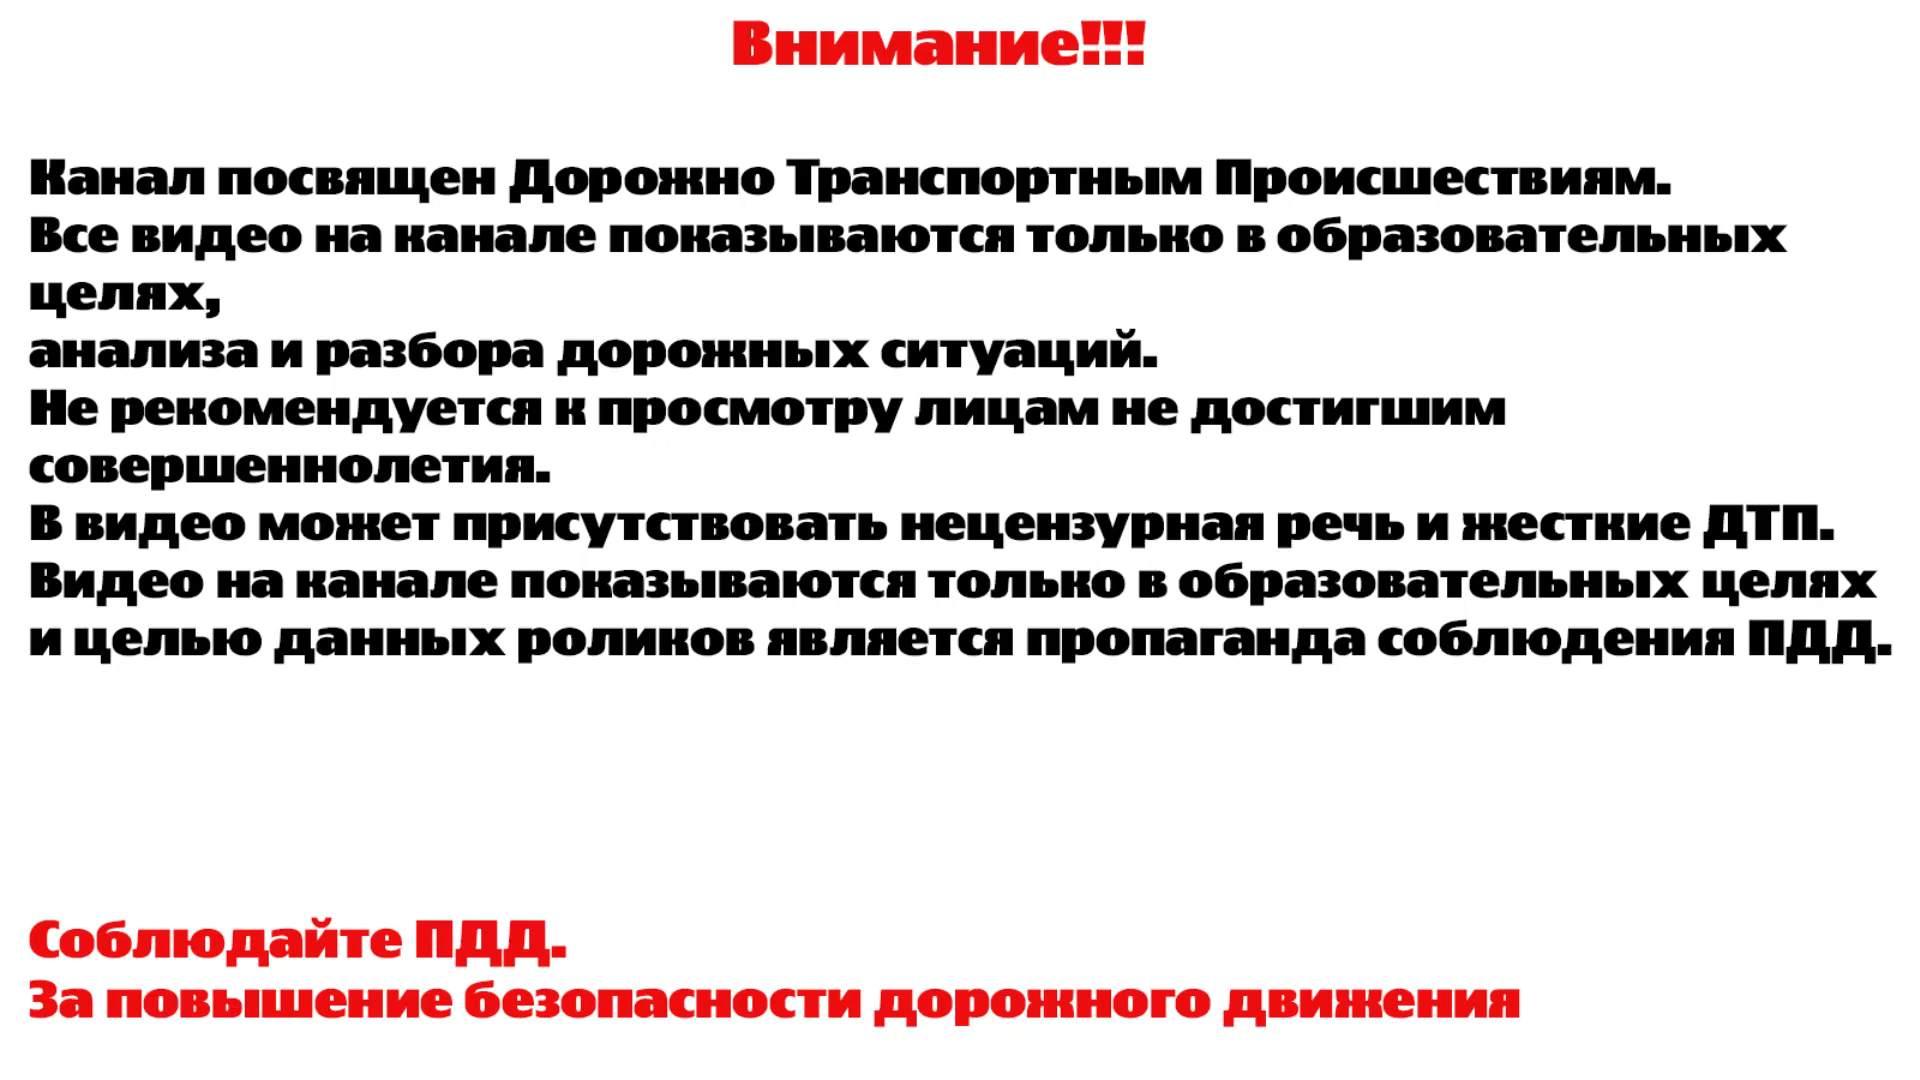 Внимание!!!
Канал посвящен Дорожно Транспортным Происшествиям.
Все видео на канале показываются только в образовательных
целях,
анализа и разбора дорожных ситуаций.
Не рекомендуется к просмотру лицам не достигшим
совершеннолетия.
В видео может присутствовать нецензурная речь и жесткие ДТП.
Видео на канале показываются только в образовательных целях
и целью данных роликов является пропаганда соблюдения ПДД.
Соблюдайте ПДД.
За повышение безопасности дорожного движения